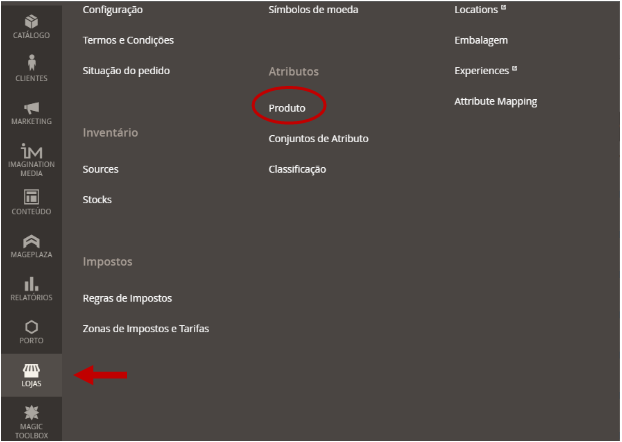 CATÁLOGO
CLIENTES
MARKETING
IMAGINATION
MEDIA
CONTEÚDO
MAGEPLAZA
RELATÓRIOS
PORTO
LOJAS
MAGIC
TOOLBOX
Configuração
Termos e Condições
Situação do pedido
Inventário
Sources
Stocks
Impostos
Regras de Impostos
Zonas de Impostos e Tarifas
Símbolos de moeda
Atributos
Produto
Conjuntos de Atributo
Classificação
Locations
Embalagem
Experiences
Attribute Mapping